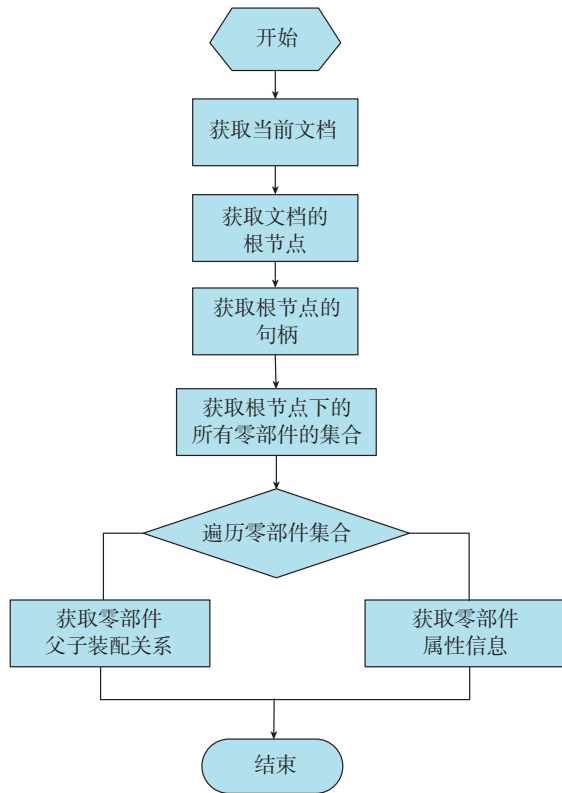 开始
获取当前文档
获取文档的
根节点
获取根节点的
句柄
获取根节点下的
所有零部件的集合
遍历零部件集合
获取零部件
父子装配关系
获取零部件
属性信息
结束